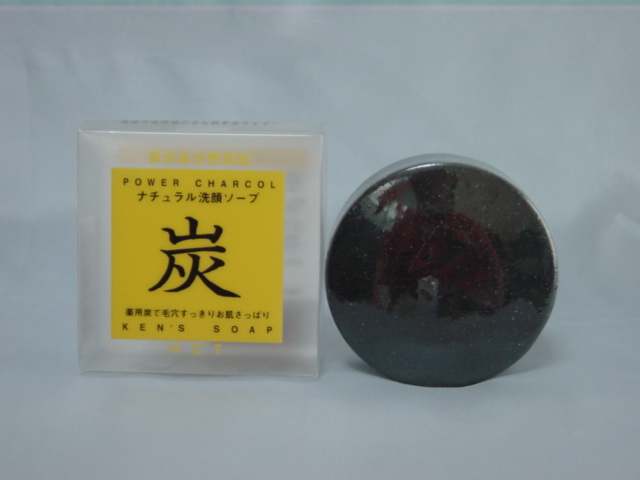 POWER CHARCOL
ナチュラル洗顔ソープ
炭
薬用炭で毛穴すっきりお肌さっぱり
KEN'S SOAP